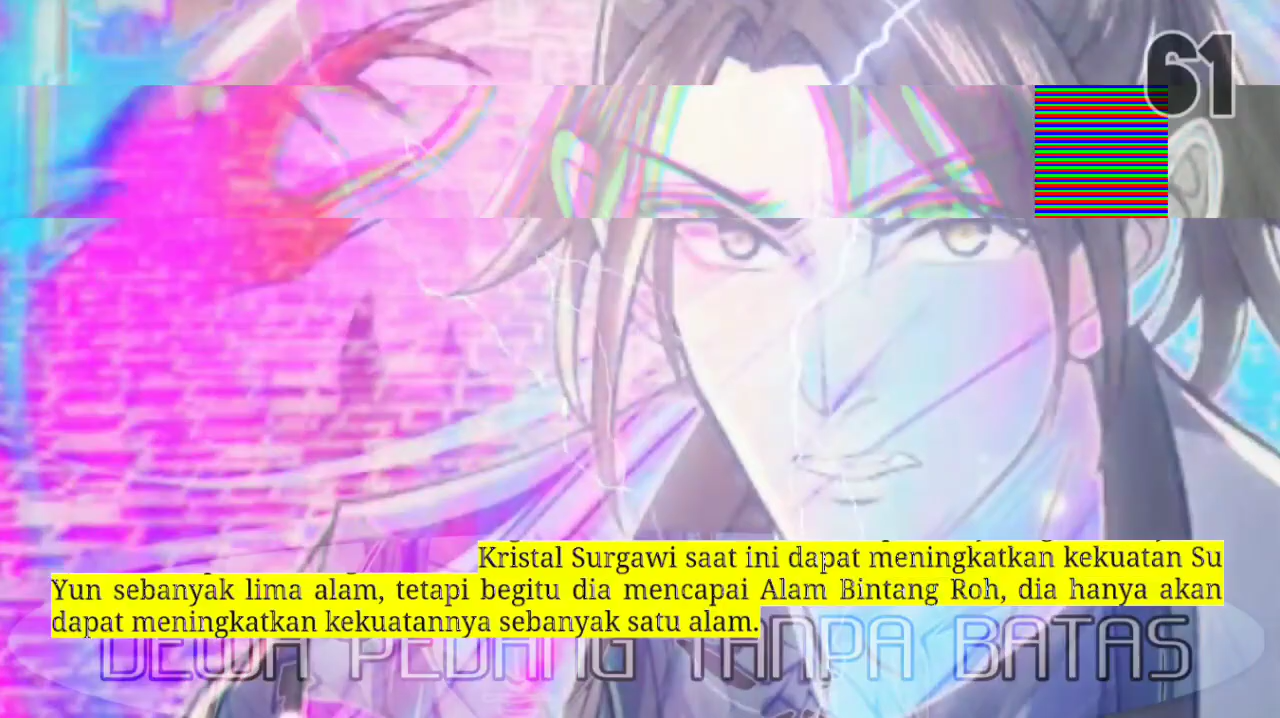 61
Kristal Surgawi saat ini dapat meningkatkan kekuatan Su
Yun sebanyak lima alam, tetapi begitu dia mencapai Alam Bintang Roh, dia hanya akan
dapat meningkatkan kekuatannya sebanyak satu alam.
DEWA PEDANG TANPA BATAS